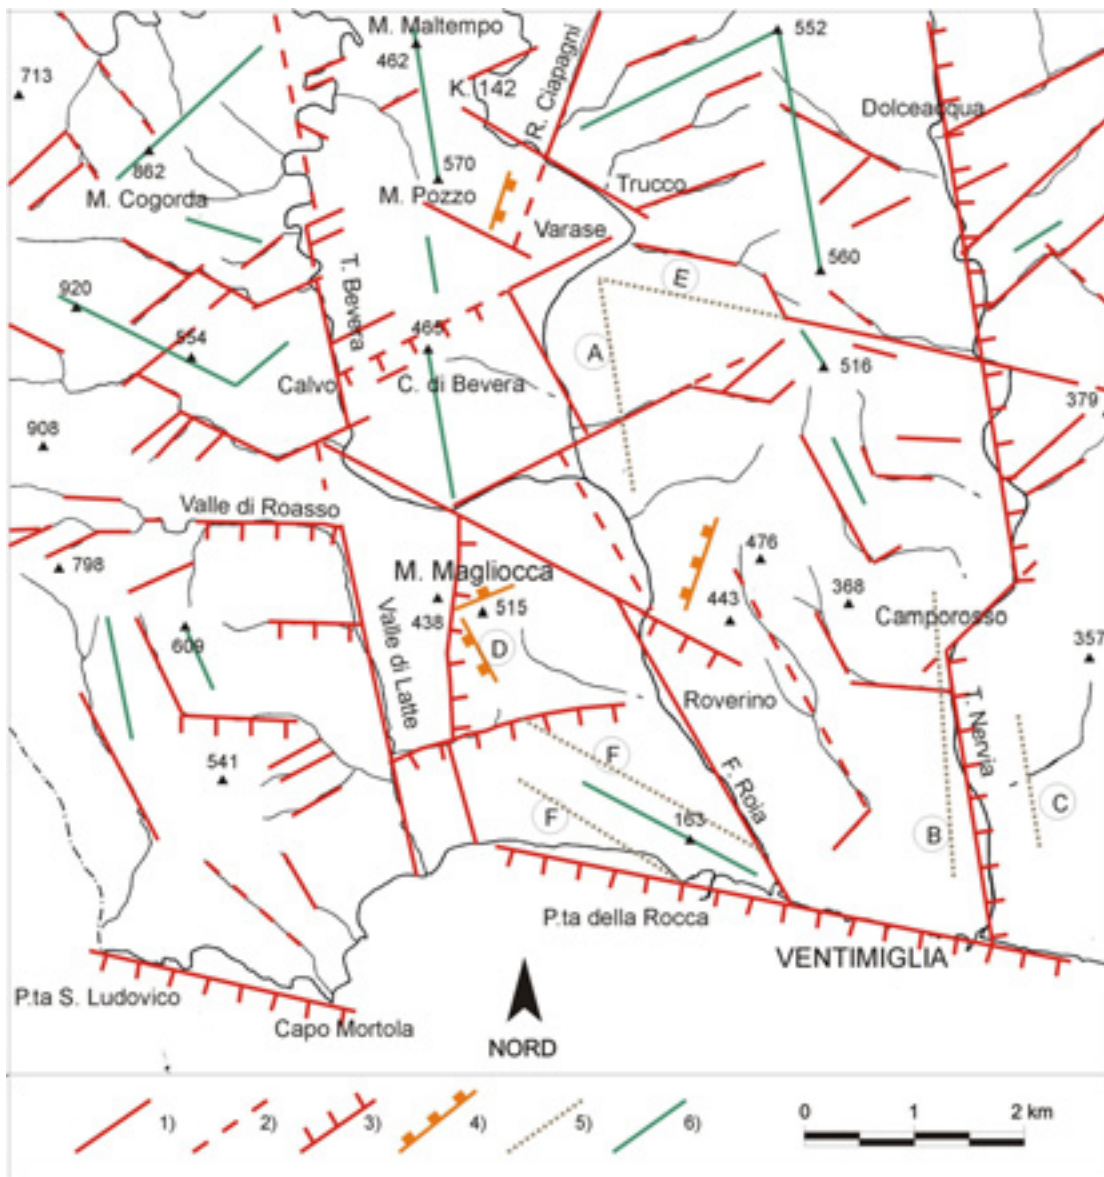 M. Maltempo
552
462
713
K. 142
R. Ciapagni
Dolceacqua
862
570
M. Pozzo
Trucco
M. Cogorda
Varase
T. Bevera
560
E
920
554
465
A
516
Calvo
C. di Bevera
379
908
Valle di Roasso
476
798
M. Magliocca
438
515
443
368
Camporosso
609
D
357
Valle di Latte
Roverino
T. Nervia
541
F
F. Roia
F
163
B
C
P.ta della Rocca
VENTIMIGLIA
P.ta S. Ludovico
Capo Mortola
NORD
1)
2)
3)
4)
5)
6)
0 1 2 km